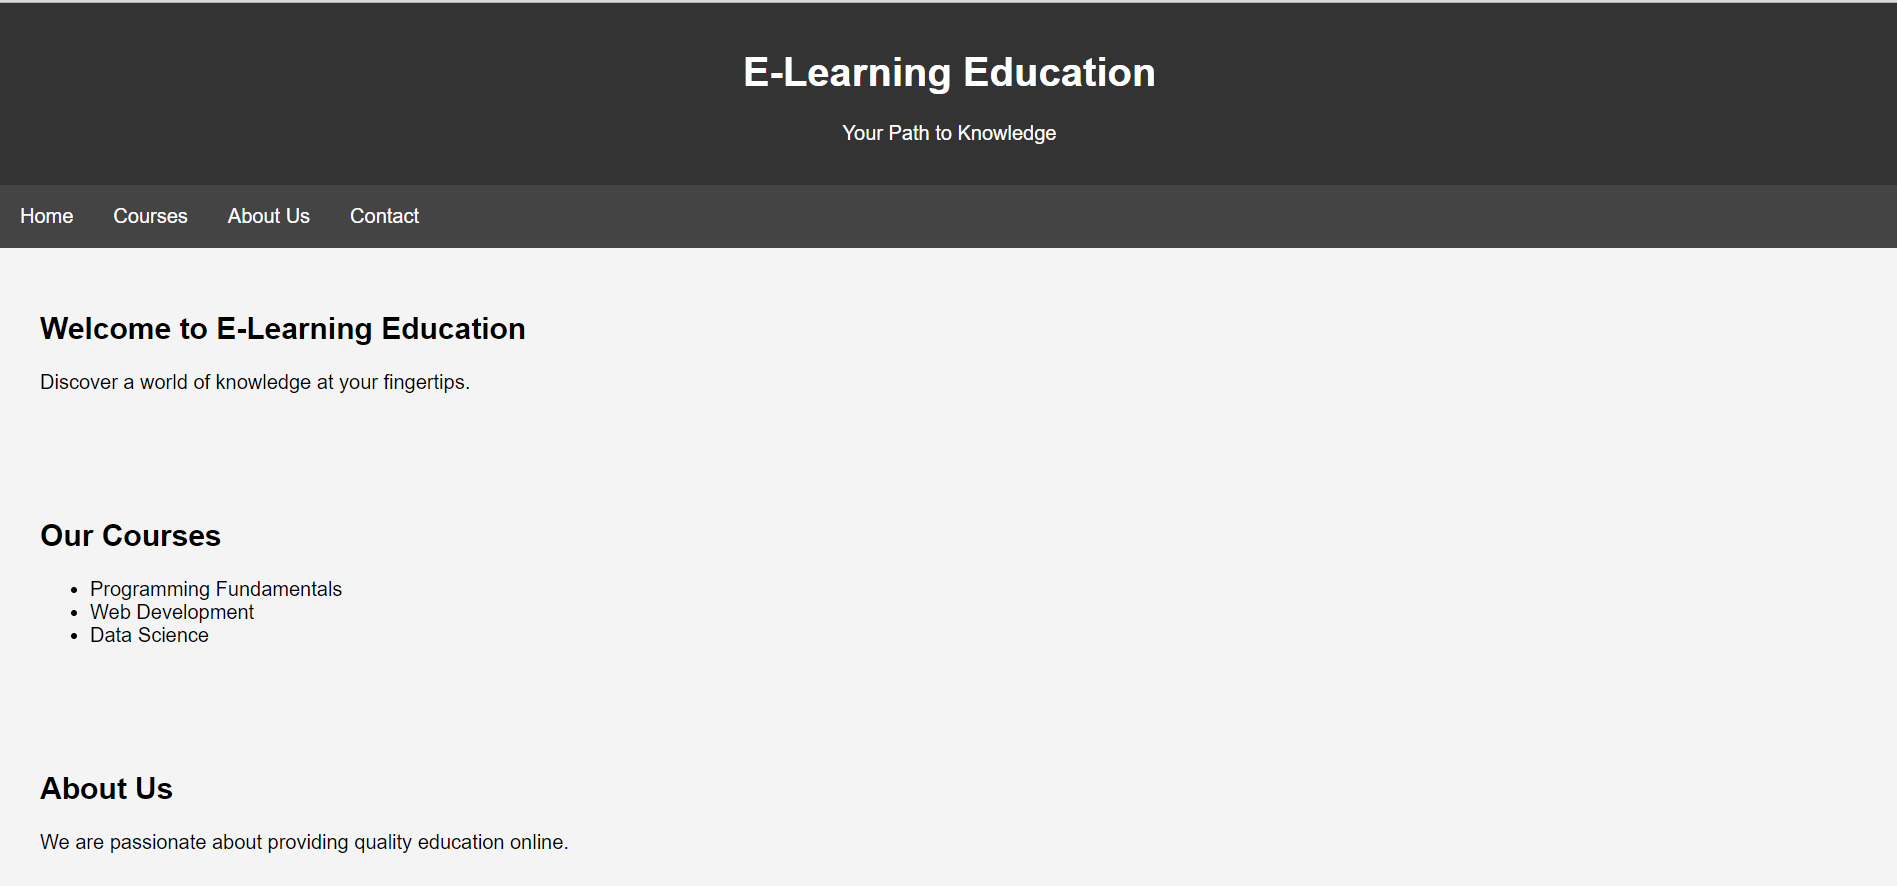 E-Learning Education
Your Path to Knowledge
Home Courses About Us Contact
Welcome to E-Learning Education
Discover a world of knowledge at your fingertips.
Our Courses
• Programming Fundamentals
• Web Development
• Data Science
About Us
We are passionate about providing quality education online.